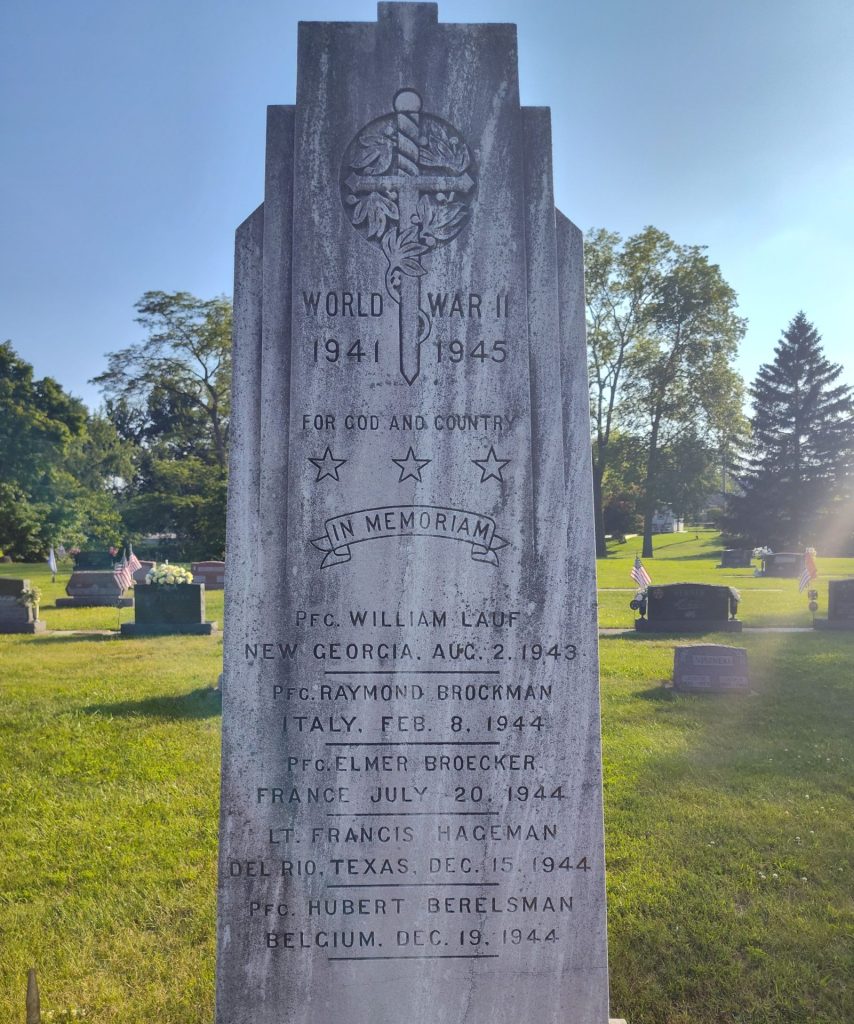 WORLD WAR II
1941 1945
FOR GOD AND COUNTRY
IN MEMORIAM
PFC. WILLIAM LAUF
NEW GEORGIA, AUG. 2, 1943
PFC. RAYMOND BROCKMAN
ITALY, FEB. 8, 1944
PFC. ELMER BROECKER
FRANCE JULY 20, 1944
LT. FRANCIS HAGEMAN
DEL RIO, TEXAS, DEC. 15, 1944
PFC. HUBERT BERELSMAN
BELGIUM, DEC. 19, 1944